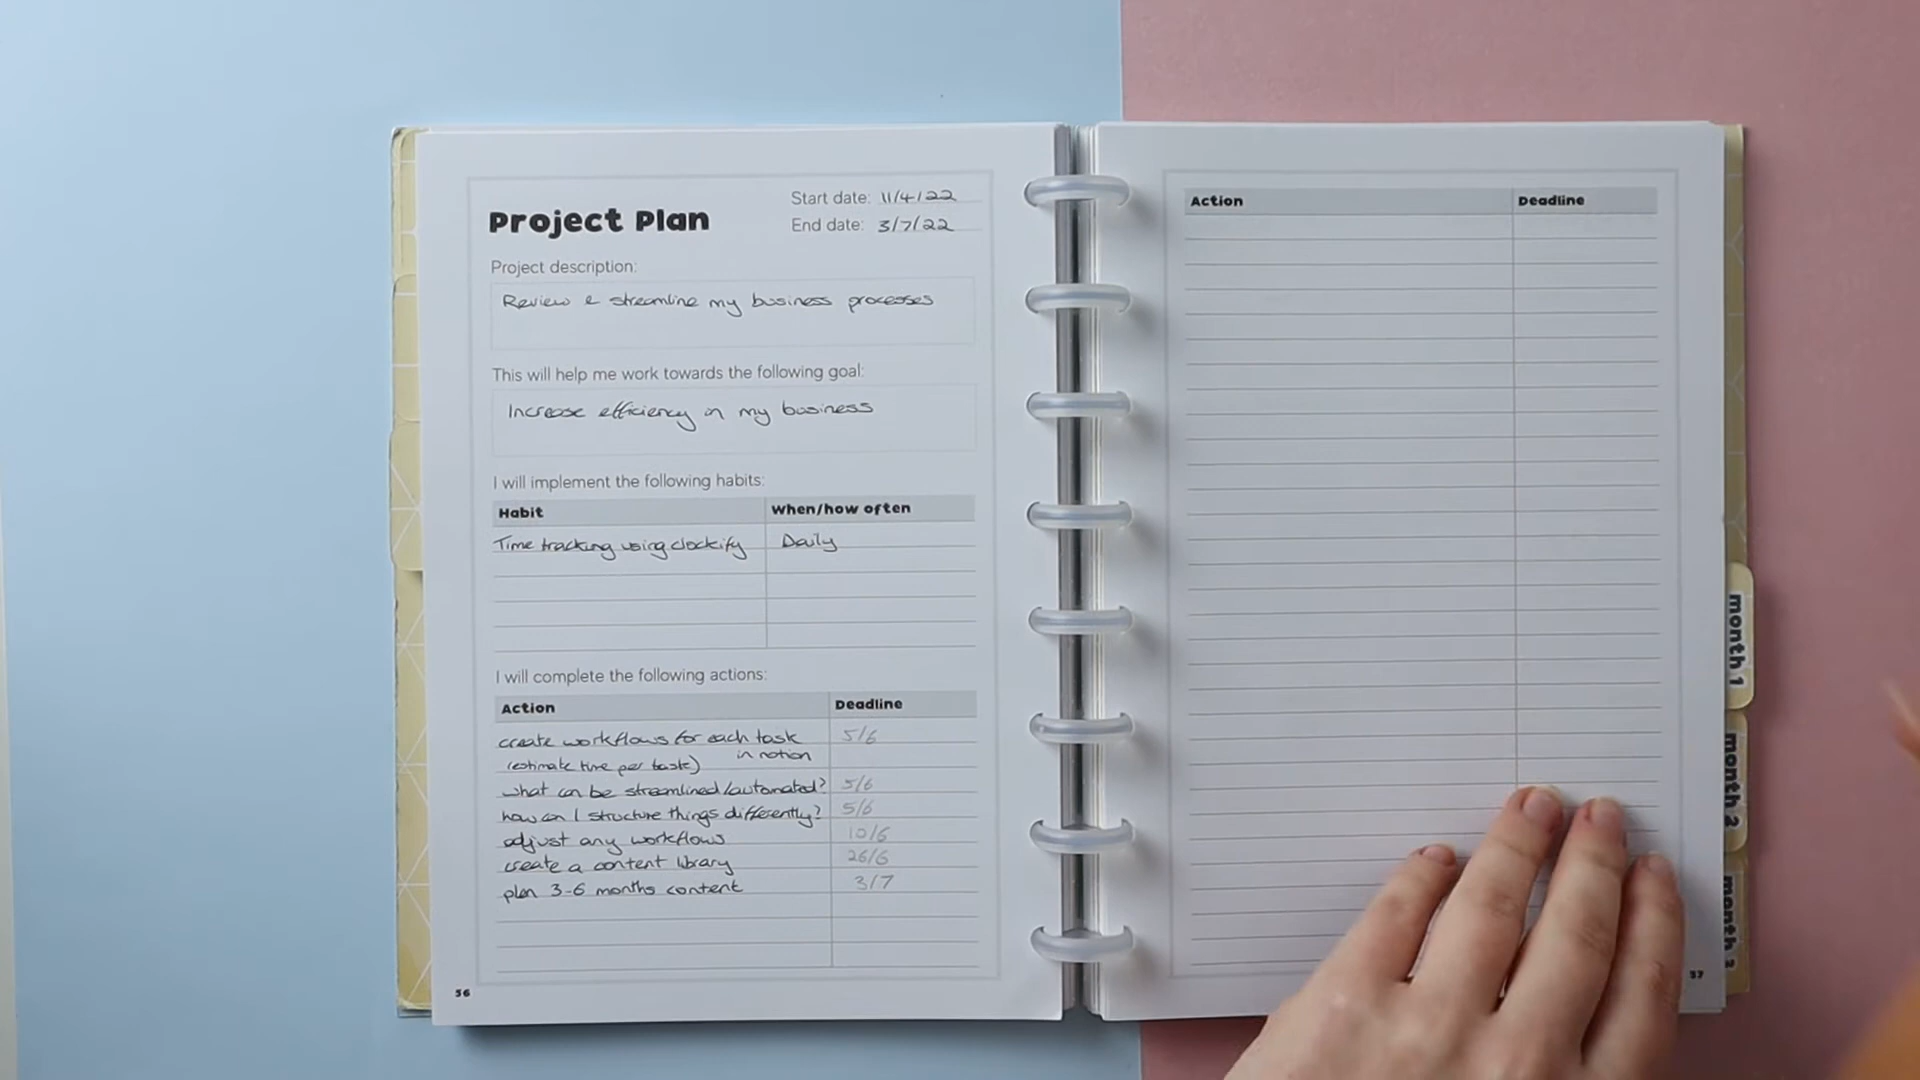 Project Plan
Start date: 11/4/22
End date: 3/7/22
Project description:
Review & streamline my business processes
This will help me work towards the following goal:
Increase efficiency in my business
I will implement the following habits:
Habit When/how often
Time tracking using clockify Daily
I will complete the following actions:
Action Deadline
create workflows for each task 5/6
in notion
(estimate time per task)
what can be streamlined/automated? 5/6
how can I structure things differently? 5/6
adjust any workflows 10/6
create a content library 26/6
plan 3-6 months content 3/7
56
Action Deadline
57
month 1
month 2
month 3